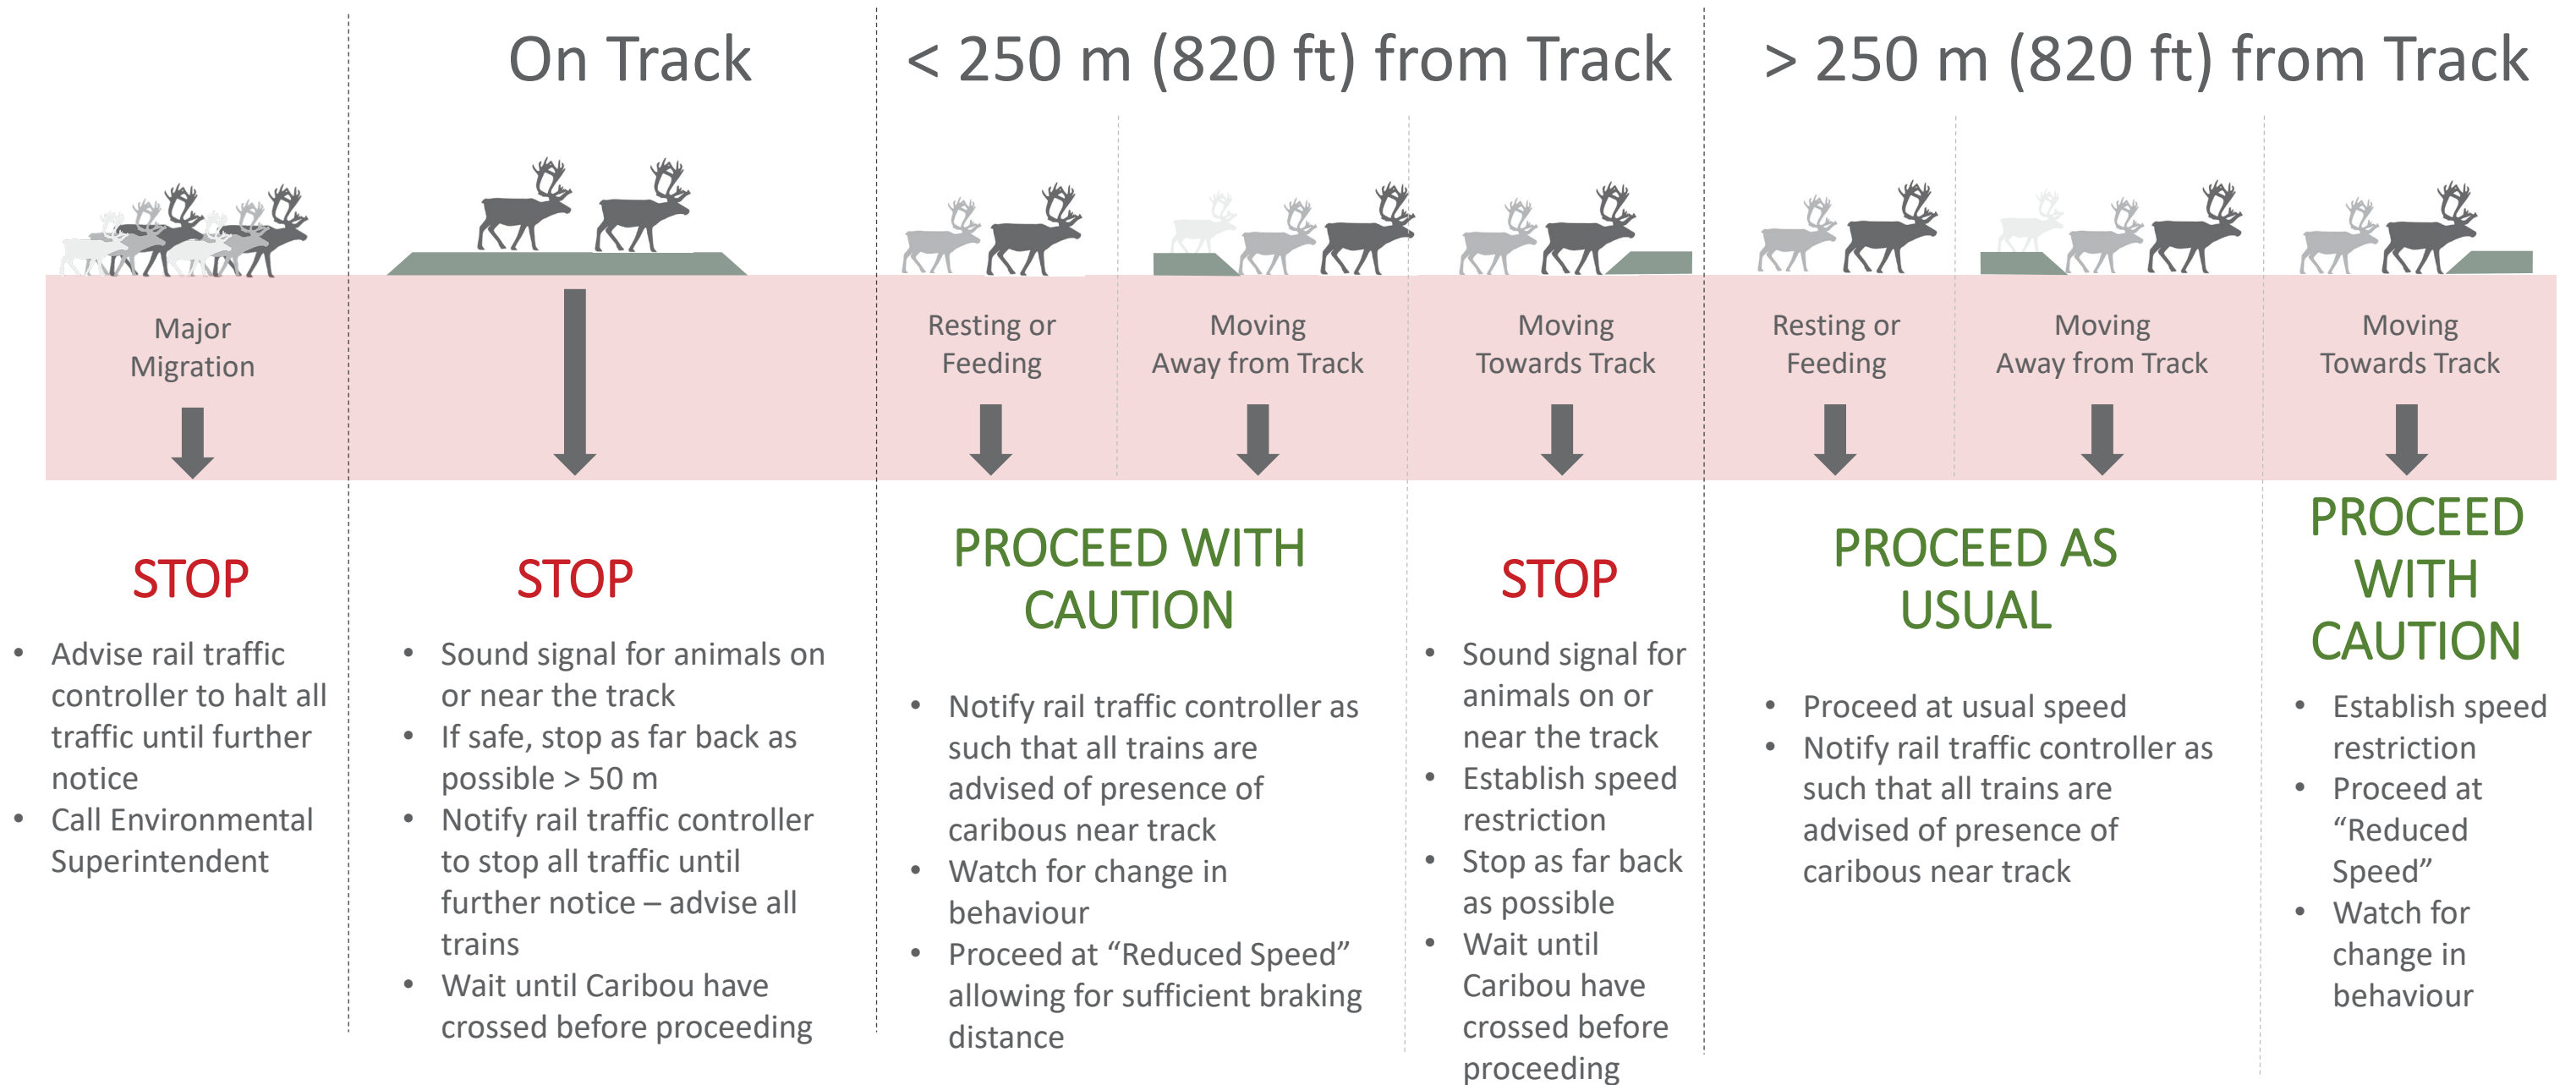 On Track
< 250 m (820 ft) from Track
> 250 m (820 ft) from Track
Major
Migration
Resting or
Feeding
Moving
Away from Track
Moving
Towards Track
Resting or
Feeding
Moving
Away from Track
Moving
Towards Track
STOP
• Advise rail traffic
controller to halt all
traffic until further
notice
• Call Environmental
Superintendent
STOP
• Sound signal for animals on
or near the track
• If safe, stop as far back as
possible > 50 m
• Notify rail traffic controller
to stop all traffic until
further notice – advise all
trains
• Wait until Caribou have
crossed before proceeding
PROCEED WITH
CAUTION
• Notify rail traffic controller as
such that all trains are
advised of presence of
caribous near track
• Watch for change in
behaviour
• Proceed at “Reduced Speed”
allowing for sufficient braking
distance
STOP
• Sound signal for
animals on or
near the track
• Establish speed
restriction
• Stop as far back
as possible
• Wait until
Caribou have
crossed before
proceeding
PROCEED AS
USUAL
• Proceed at usual speed
• Notify rail traffic controller as
such that all trains are
advised of presence of
caribous near track
PROCEED
WITH
CAUTION
• Establish speed
restriction
• Proceed at
“Reduced
Speed”
• Watch for
change in
behaviour